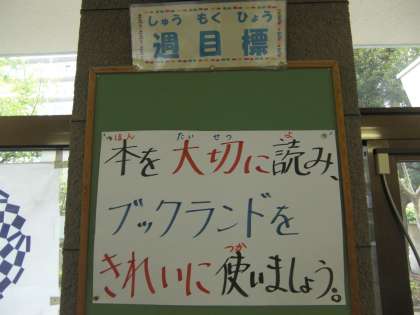 しゅう もく ひょう
週目標
ほん たい せつ よ
本を大切に読み、
ブックランドを
つか
きれいに使いましょう。